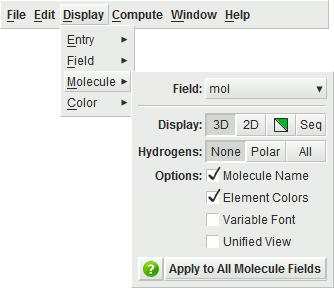 File Edit Display Compute Window Help
Entry
Field
Molecule
Color
Field: mol
Display: 3D 2D Seq
Hydrogens: None Polar All
Options: Molecule Name
Element Colors
Variable Font
Unified View
? Apply to All Molecule Fields